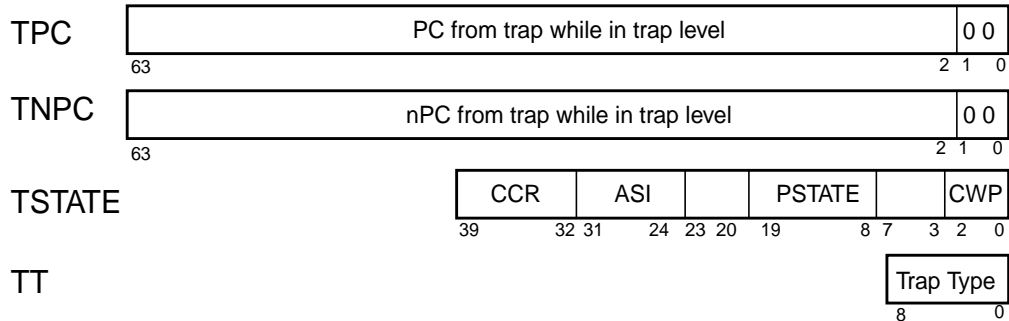 TPC PC from trap while in trap level 0 0
63 2 1 0
TNPC nPC from trap while in trap level 0 0
63 2 1 0
TSTATE CCR ASI PSTATE CWP
39 32 31 24 23 20 19 8 7 3 2 0
TT Trap Type
8 0